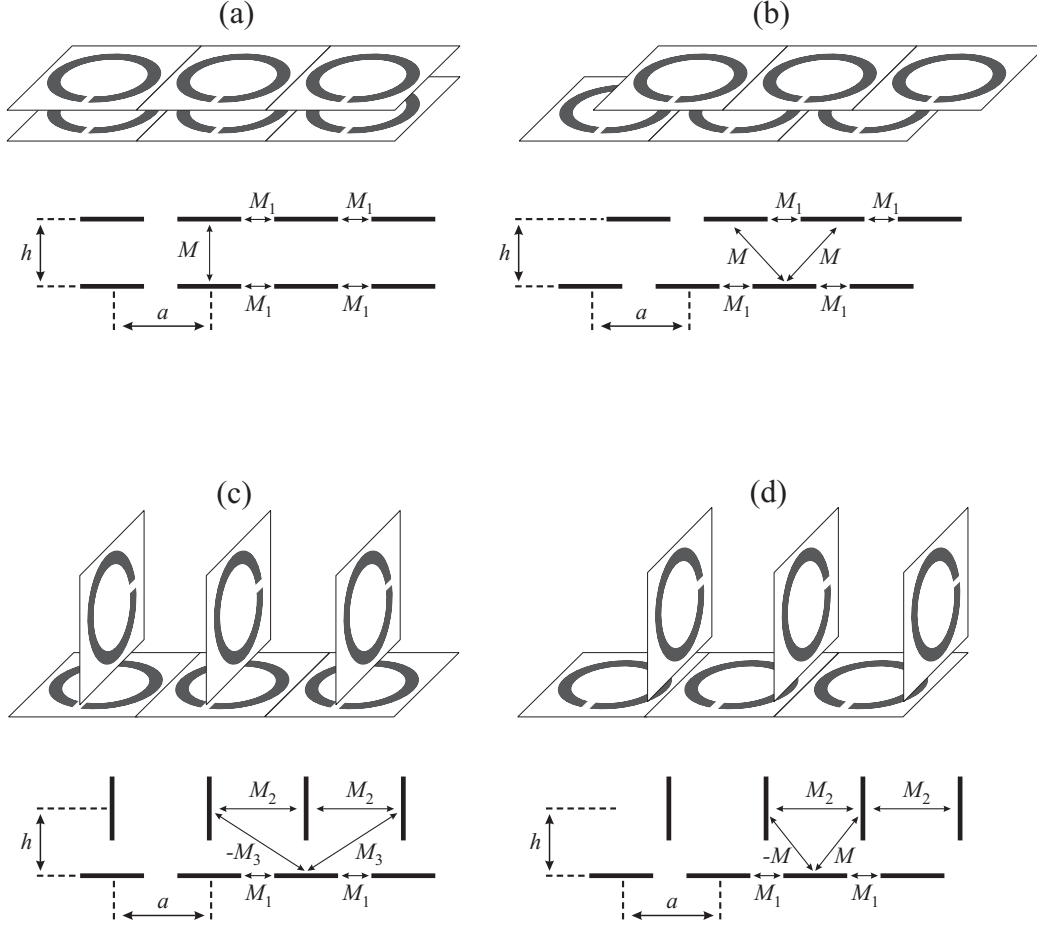 (a) (b)
M₁ M₁ M₁ M₁
h M h M M
M₁ M₁ M₁ M₁
a a
(c) (d)
M₂ M₂ M₂ M₂
h -M₃ M₃ h -M M
M₁ M₁ M₁ M₁
a a